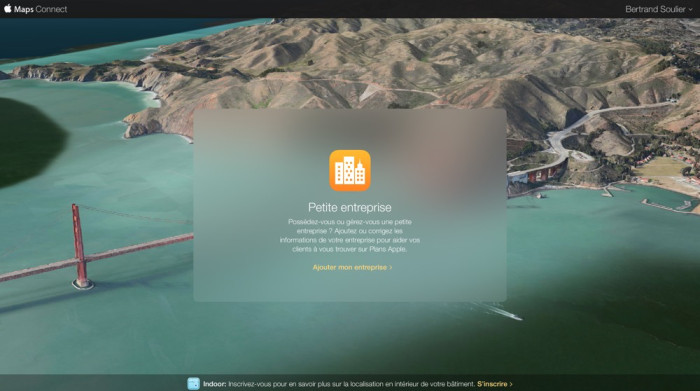 Maps Connect
Bertrand Soulier
Petite entreprise
Possédez-vous ou gérez-vous une petite
entreprise ? Ajoutez ou corrigez les
informations de votre entreprise pour aider vos
clients à vous trouver sur Plans Apple.
Ajouter mon entreprise ›
Indoor: Inscrivez-vous pour en savoir plus sur la localisation en intérieur de votre bâtiment. S'inscrire ›